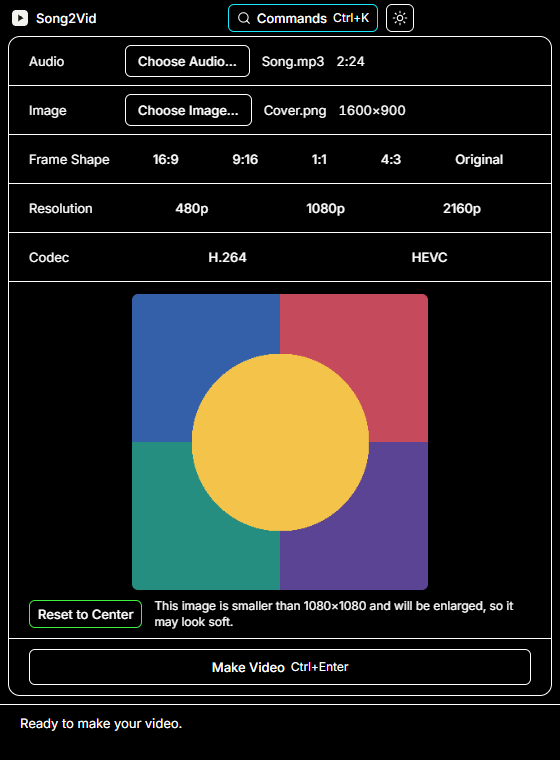 Song2Vid
Commands Ctrl+K
Audio Choose Audio... Song.mp3 2:24
Image Choose Image... Cover.png 1600×900
Frame Shape 16:9 9:16 1:1 4:3 Original
Resolution 480p 1080p 2160p
Codec H.264 HEVC
Reset to Center
This image is smaller than 1080×1080 and will be enlarged, so it
may look soft.
Make Video Ctrl+Enter
Ready to make your video.